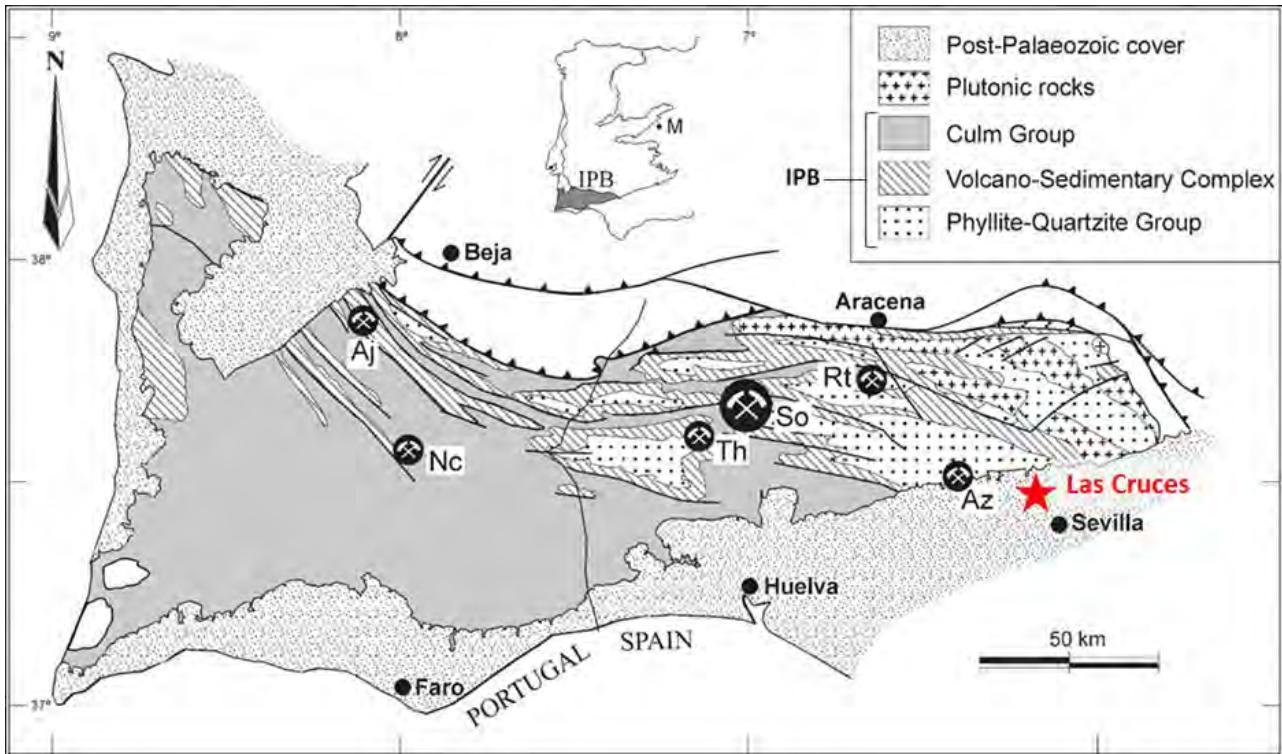 9°
8°
7°
N
Post-Palaeozoic cover
Plutonic rocks
Culm Group
IPB
Volcano-Sedimentary Complex
Phyllite-Quartzite Group
M
IPB
38°
Beja
Aracena
Aj
Rt
So
Th
Nc
Az
Las Cruces
Sevilla
Huelva
SPAIN
PORTUGAL
50 km
Faro
37°